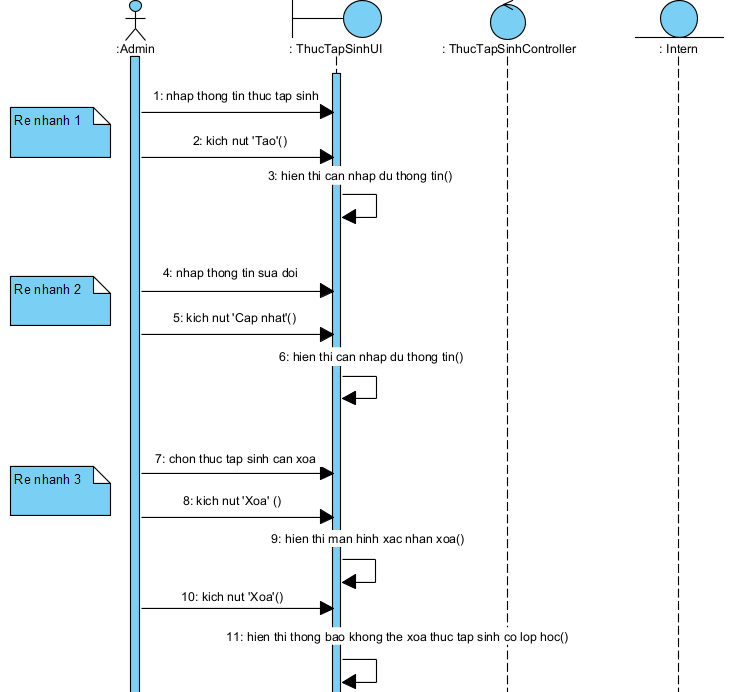 :Admin
: ThucTapSinhUI
: ThucTapSinhController
: Intern
1: nhap thong tin thuc tap sinh
Re nhanh 1
2: kich nut 'Tao'()
3: hien thi can nhap du thong tin()
4: nhap thong tin sua doi
Re nhanh 2
5: kich nut 'Cap nhat'()
6: hien thi can nhap du thong tin()
7: chon thuc tap sinh can xoa
Re nhanh 3
8: kich nut 'Xoa' ()
9: hien thi man hinh xac nhan xoa()
10: kich nut 'Xoa'()
11: hien thi thong bao khong the xoa thuc tap sinh co lop hoc()